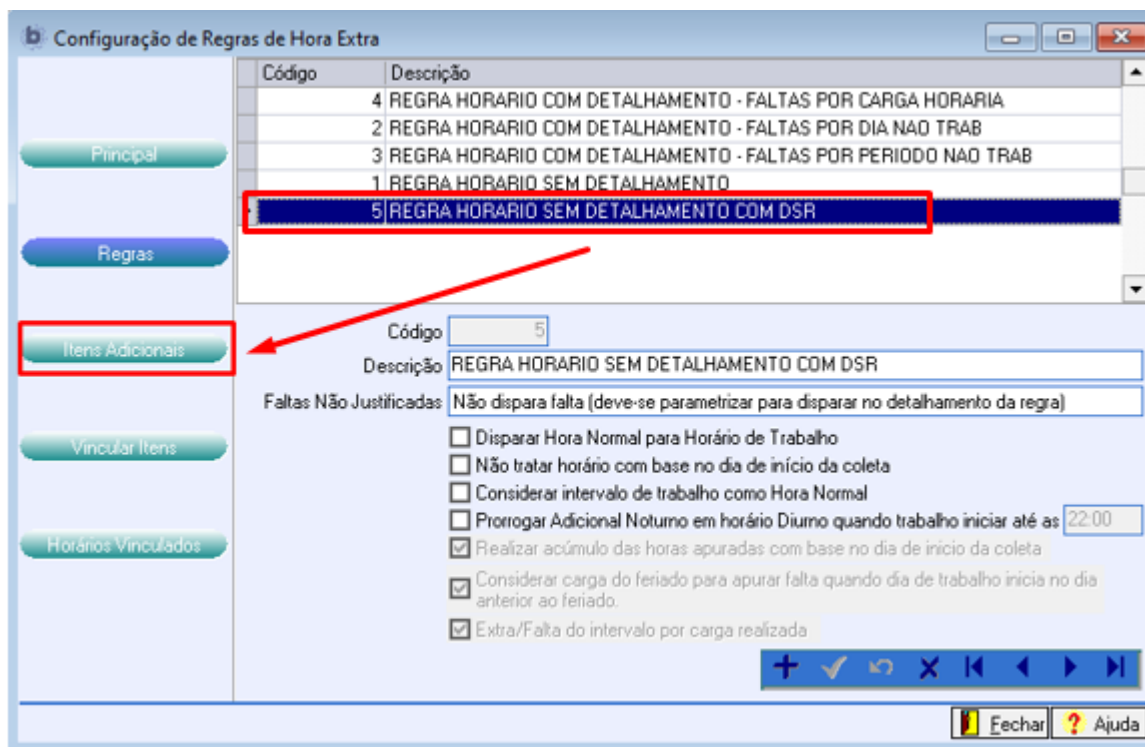 Configuração de Regras de Hora Extra
Código Descrição
4 REGRA HORARIO COM DETALHAMENTO - FALTAS POR CARGA HORARIA
2 REGRA HORARIO COM DETALHAMENTO - FALTAS POR DIA NAO TRAB
3 REGRA HORARIO COM DETALHAMENTO - FALTAS POR PERIODO NAO TRAB
1 REGRA HORARIO SEM DETALHAMENTO
5 REGRA HORARIO SEM DETALHAMENTO COM DSR
Principal
Regras
Itens Adicionais
Vincular Itens
Horários Vinculados
Código 5
Descrição REGRA HORARIO SEM DETALHAMENTO COM DSR
Faltas Não Justificadas Não dispara falta (deve-se parametrizar para disparar no detalhamento da regra)
Disparar Hora Normal para Horário de Trabalho
Não tratar horário com base no dia de início da coleta
Considerar intervalo de trabalho como Hora Normal
Prorrogar Adicional Noturno em horário Diurno quando trabalho iniciar até as 22:00
Realizar acúmulo das horas apuradas com base no dia de inicio da coleta
Considerar carga do feriado para apurar falta quando dia de trabalho inicia no dia
anterior ao feriado.
Extra/Falta do intervalo por carga realizada
Fechar ? Ajuda